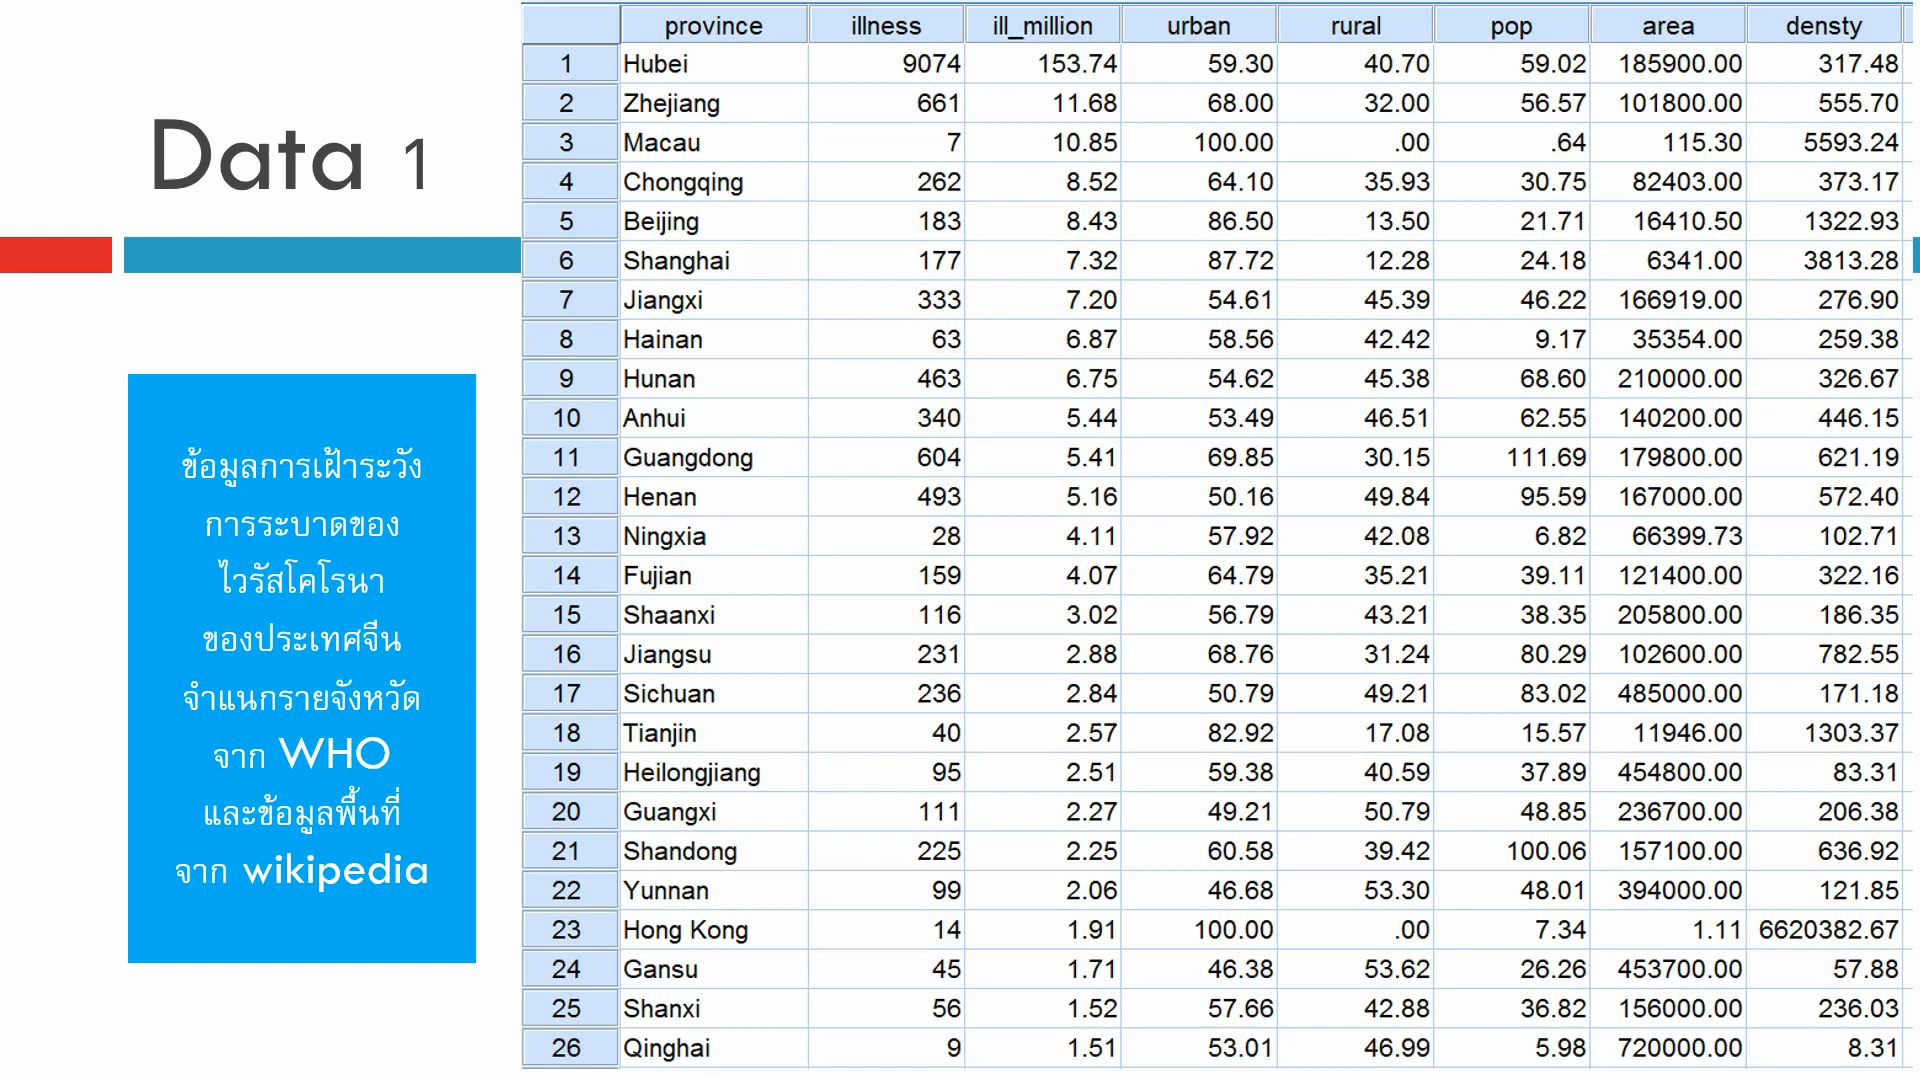 Data 1
ข้อมูลการเฝ้าระวัง
การระบาดของ
ไวรัสโคโรนา
ของประเทศจีน
จำแนกรายจังหวัด
จาก WHO
และข้อมูลพื้นที่
จาก wikipedia
province illness ill_million urban rural pop area densty
1 Hubei 9074 153.74 59.30 40.70 59.02 185900.00 317.48
2 Zhejiang 661 11.68 68.00 32.00 56.57 101800.00 555.70
3 Macau 7 10.85 100.00 .00 .64 115.30 5593.24
4 Chongqing 262 8.52 64.10 35.93 30.75 82403.00 373.17
5 Beijing 183 8.43 86.50 13.50 21.71 16410.50 1322.93
6 Shanghai 177 7.32 87.72 12.28 24.18 6341.00 3813.28
7 Jiangxi 333 7.20 54.61 45.39 46.22 166919.00 276.90
8 Hainan 63 6.87 58.56 42.42 9.17 35354.00 259.38
9 Hunan 463 6.75 54.62 45.38 68.60 210000.00 326.67
10 Anhui 340 5.44 53.49 46.51 62.55 140200.00 446.15
11 Guangdong 604 5.41 69.85 30.15 111.69 179800.00 621.19
12 Henan 493 5.16 50.16 49.84 95.59 167000.00 572.40
13 Ningxia 28 4.11 57.92 42.08 6.82 66399.73 102.71
14 Fujian 159 4.07 64.79 35.21 39.11 121400.00 322.16
15 Shaanxi 116 3.02 56.79 43.21 38.35 205800.00 186.35
16 Jiangsu 231 2.88 68.76 31.24 80.29 102600.00 782.55
17 Sichuan 236 2.84 50.79 49.21 83.02 485000.00 171.18
18 Tianjin 40 2.57 82.92 17.08 15.57 11946.00 1303.37
19 Heilongjiang 95 2.51 59.38 40.59 37.89 454800.00 83.31
20 Guangxi 111 2.27 49.21 50.79 48.85 236700.00 206.38
21 Shandong 225 2.25 60.58 39.42 100.06 157100.00 636.92
22 Yunnan 99 2.06 46.68 53.30 48.01 394000.00 121.85
23 Hong Kong 14 1.91 100.00 .00 7.34 1.11 6620382.67
24 Gansu 45 1.71 46.38 53.62 26.26 453700.00 57.88
25 Shanxi 56 1.52 57.66 42.88 36.82 156000.00 236.03
26 Qinghai 9 1.51 53.01 46.99 5.98 720000.00 8.31